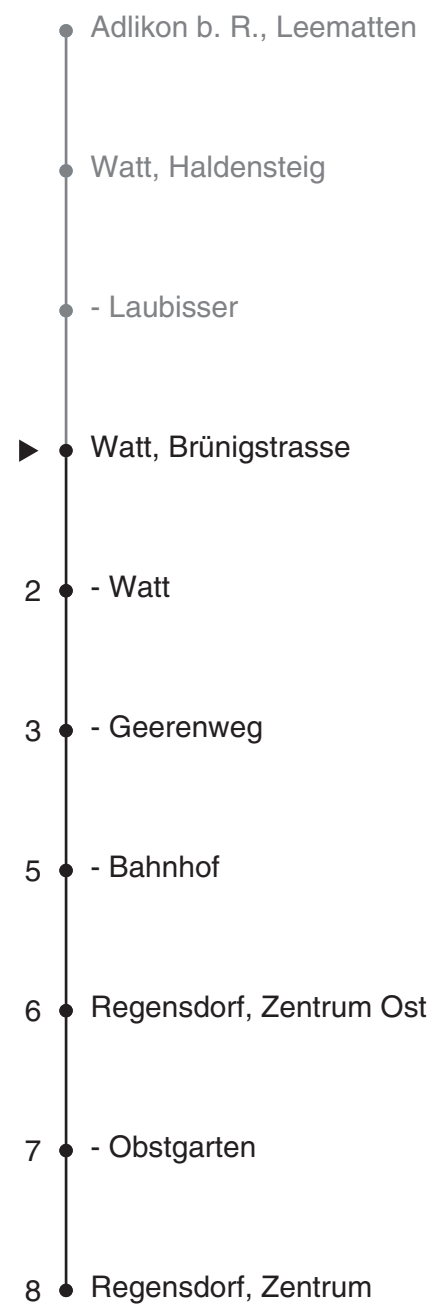 Adlikon b. R., Leematten
Watt, Haldensteig
- Laubisser
Watt, Brünigstrasse
2 - Watt
3 - Geerenweg
5 - Bahnhof
6 Regensdorf, Zentrum Ost
7 - Obstgarten
8 Regensdorf, Zentrum